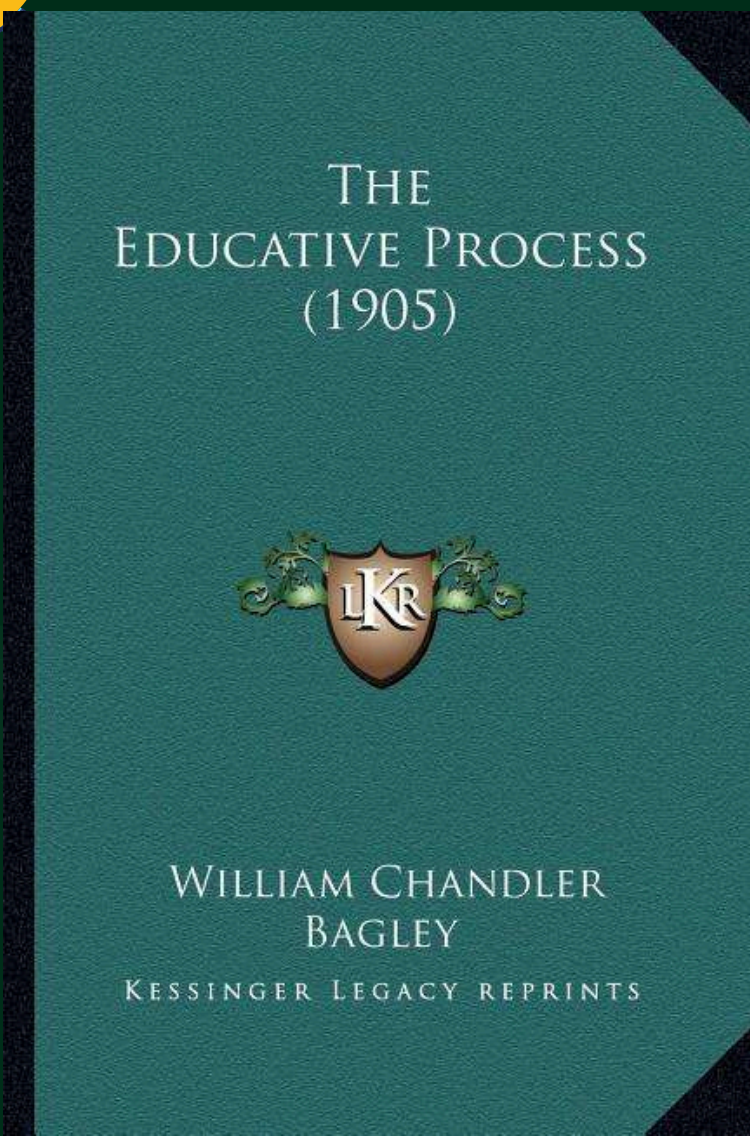 THE
EDUCATIVE PROCESS
(1905)
LKR
WILLIAM CHANDLER
BAGLEY
KESSINGER LEGACY REPRINTS